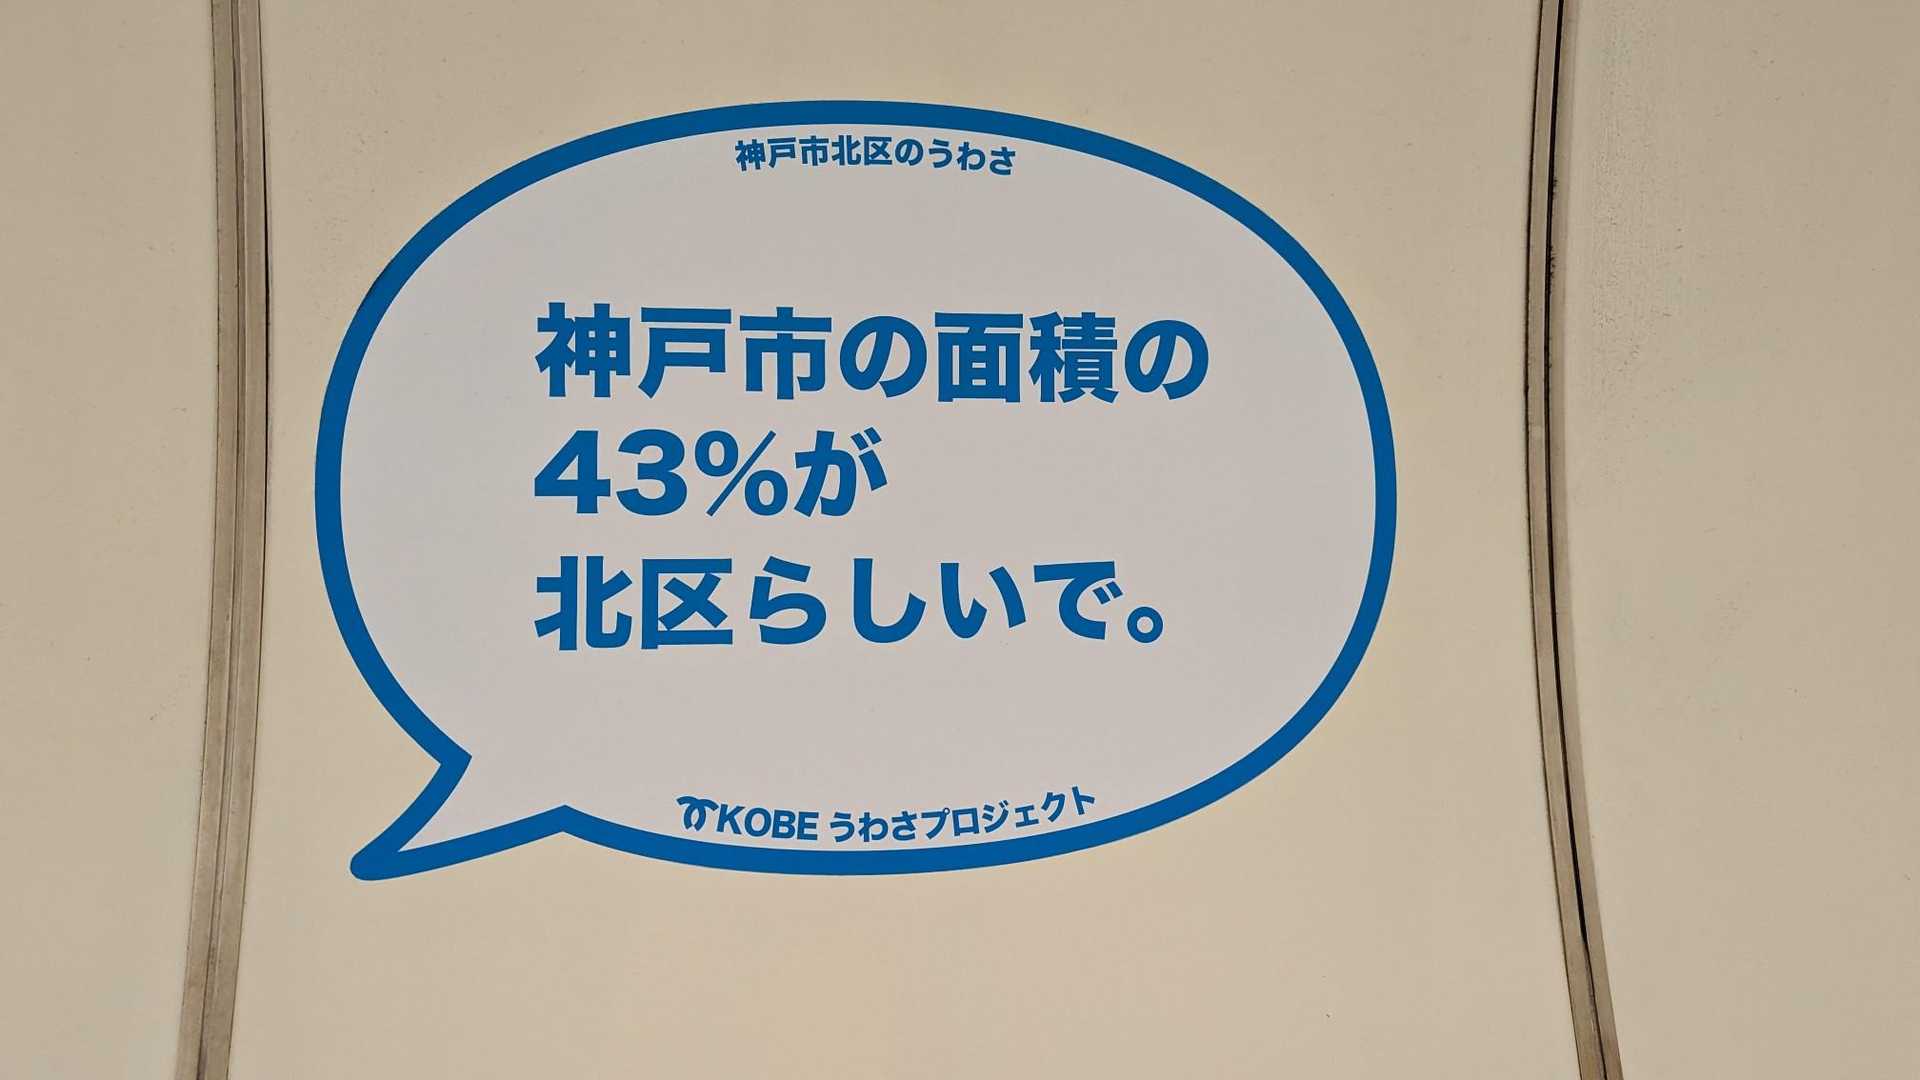 神戸市北区のうわさ
神戸市の面積の
43%が
北区らしいで。
KOBE うわさプロジェクト